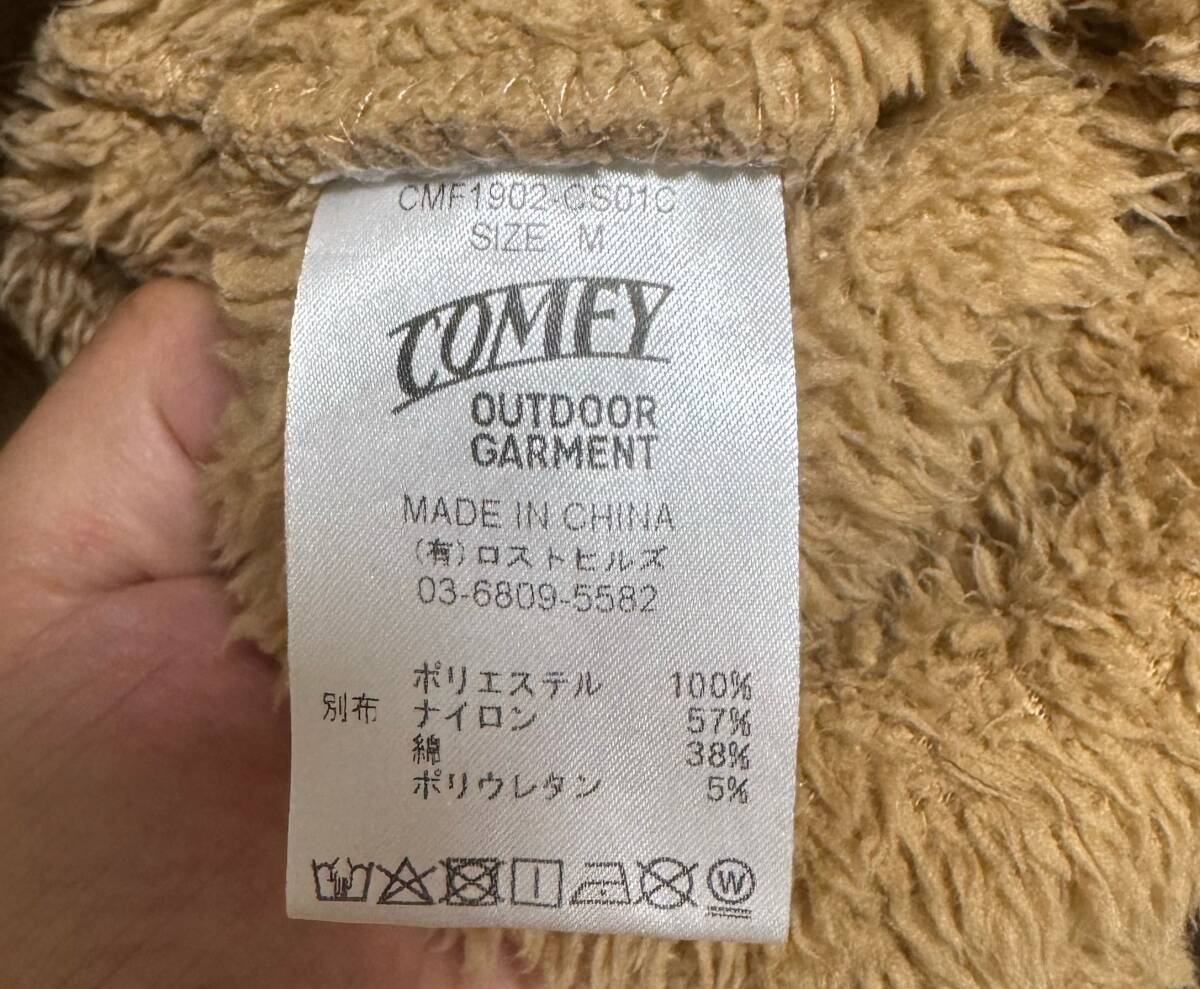 CMF1902-CS01C
SIZE M
COMFY
OUTDOOR
GARMENT
MADE IN CHINA
(有)ロストヒルズ
03-6809-5582
ポリエステル 100%
別布 ナイロン 57%
綿 38%
ポリウレタン 5%
W